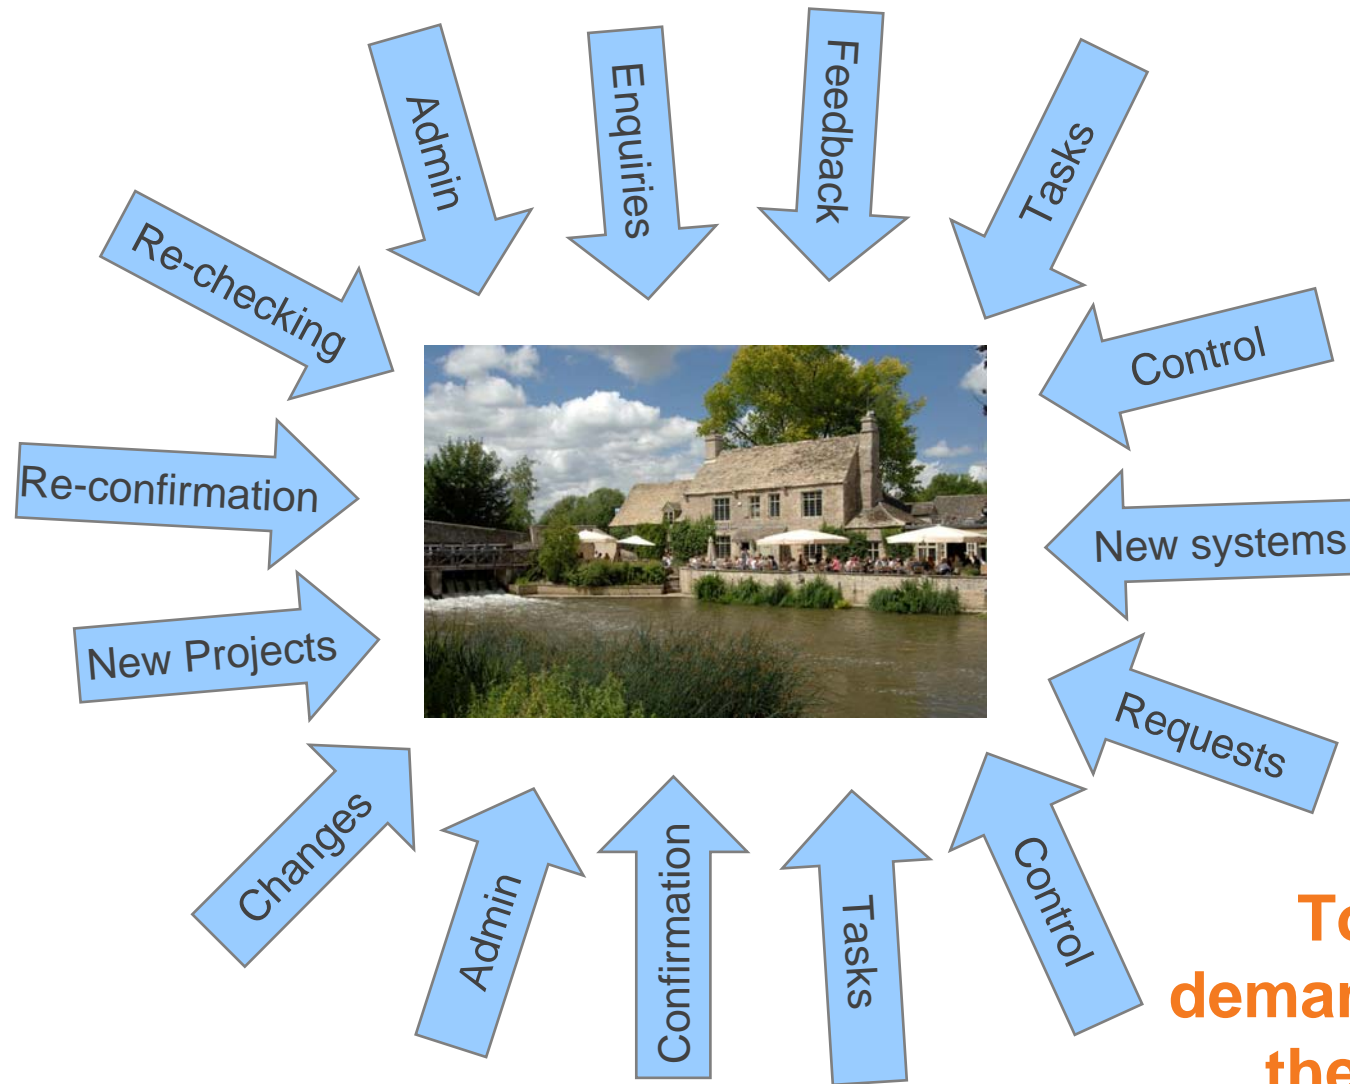 Admin
Enquiries
Feedback
Tasks
Re-checking
Control
Re-confirmation
New systems
New Projects
Requests
Changes
Admin
Confirmation
Tasks
Control
the